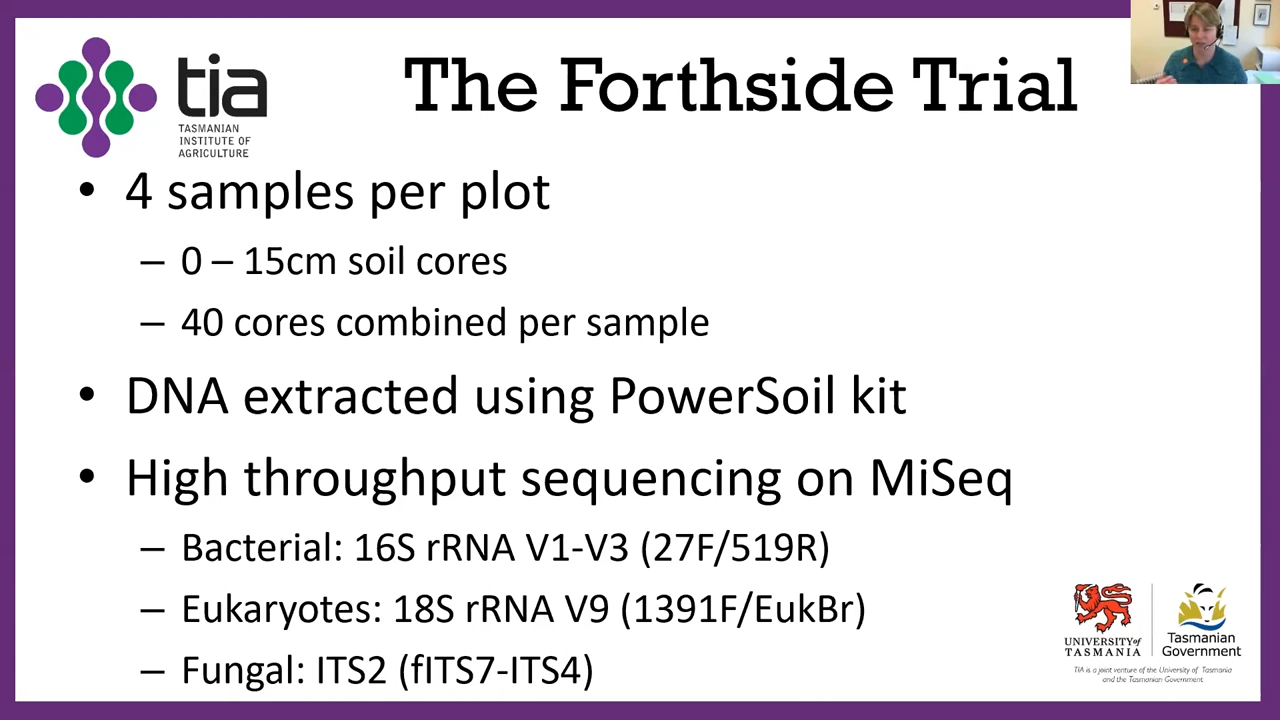 The Forthside Trial
tia
TASMANIAN
INSTITUTE OF
AGRICULTURE
• 4 samples per plot
– 0 – 15cm soil cores
– 40 cores combined per sample
• DNA extracted using PowerSoil kit
• High throughput sequencing on MiSeq
– Bacterial: 16S rRNA V1-V3 (27F/519R)
– Eukaryotes: 18S rRNA V9 (1391F/EukBr)
– Fungal: ITS2 (fITS7-ITS4)
UNIVERSITY of
TASMANIA
Tasmanian
Government
TIA is a joint venture of the University of Tasmania
and the Tasmanian Government.